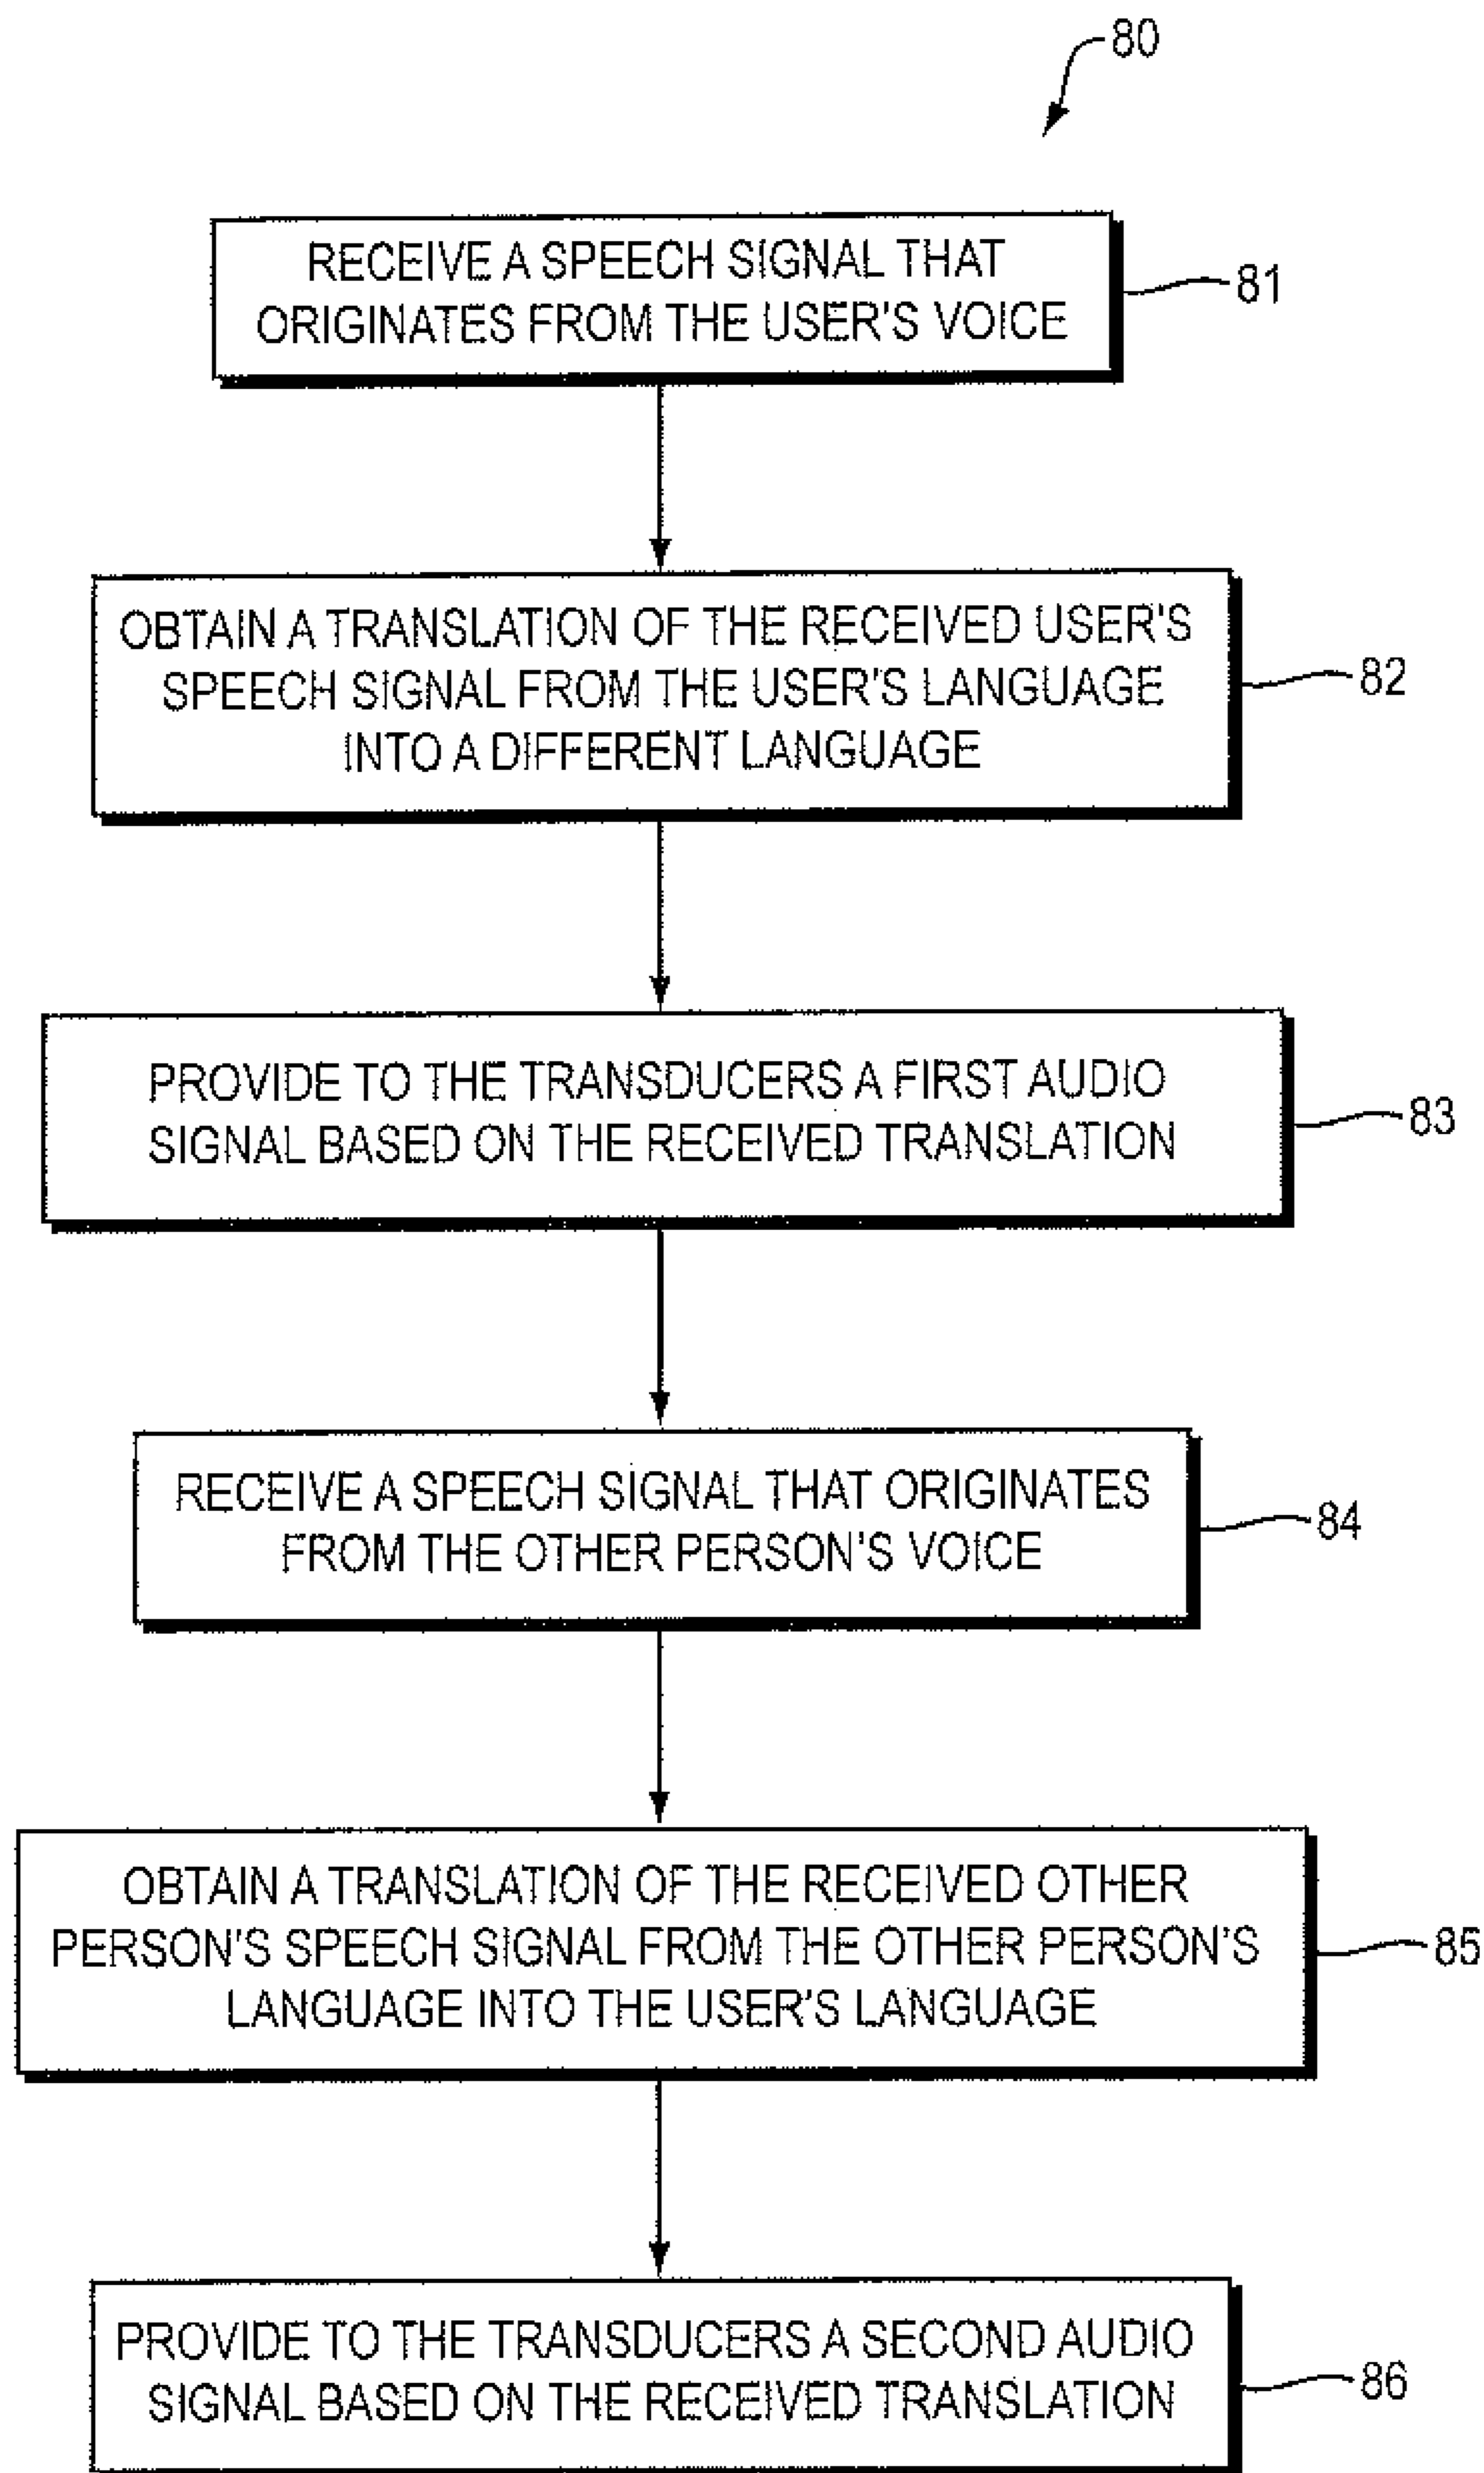 80
RECEIVE A SPEECH SIGNAL THAT
ORIGINATES FROM THE USER'S VOICE
81
OBTAIN A TRANSLATION OF THE RECEIVED USER'S
SPEECH SIGNAL FROM THE USER'S LANGUAGE
INTO A DIFFERENT LANGUAGE
82
PROVIDE TO THE TRANSDUCERS A FIRST AUDIO
SIGNAL BASED ON THE RECEIVED TRANSLATION
83
RECEIVE A SPEECH SIGNAL THAT ORIGINATES
FROM THE OTHER PERSON'S VOICE
84
OBTAIN A TRANSLATION OF THE RECEIVED OTHER
PERSON'S SPEECH SIGNAL FROM THE OTHER PERSON'S
LANGUAGE INTO THE USER'S LANGUAGE
85
PROVIDE TO THE TRANSDUCERS A SECOND AUDIO
SIGNAL BASED ON THE RECEIVED TRANSLATION
86